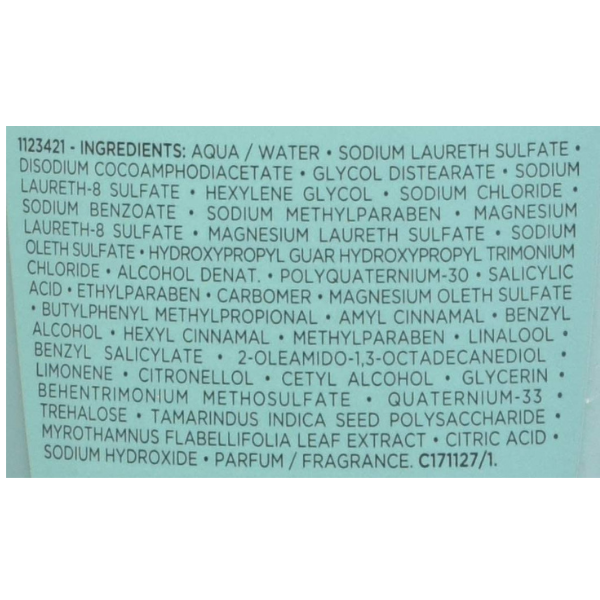 1123421 - INGREDIENTS: AQUA / WATER • SODIUM LAURETH SULFATE •
DISODIUM COCOAMPHODIACETATE • GLYCOL DISTEARATE • SODIUM
LAURETH-8 SULFATE • HEXYLENE GLYCOL • SODIUM CHLORIDE •
SODIUM BENZOATE • SODIUM METHYLPARABEN • MAGNESIUM
LAURETH-8 SULFATE • MAGNESIUM LAURETH SULFATE • SODIUM
OLETH SULFATE • HYDROXYPROPYL GUAR HYDROXYPROPYL TRIMONIUM
CHLORIDE • ALCOHOL DENAT. • POLYQUATERNIUM-30 • SALICYLIC
ACID • ETHYLPARABEN • CARBOMER • MAGNESIUM OLETH SULFATE
• BUTYLPHENYL METHYLPROPIONAL • AMYL CINNAMAL • BENZYL
ALCOHOL • HEXYL CINNAMAL • METHYLPARABEN • LINALOOL •
BENZYL SALICYLATE • 2-OLEAMIDO-1,3-OCTADECANEDIOL •
LIMONENE • CITRONELLOL • CETYL ALCOHOL • GLYCERIN •
BEHENTRIMONIUM METHOSULFATE • QUATERNIUM-33 •
TREHALOSE • TAMARINDUS INDICA SEED POLYSACCHARIDE •
MYROTHAMNUS FLABELLIFOLIA LEAF EXTRACT • CITRIC ACID •
SODIUM HYDROXIDE • PARFUM / FRAGRANCE. C171127/1.